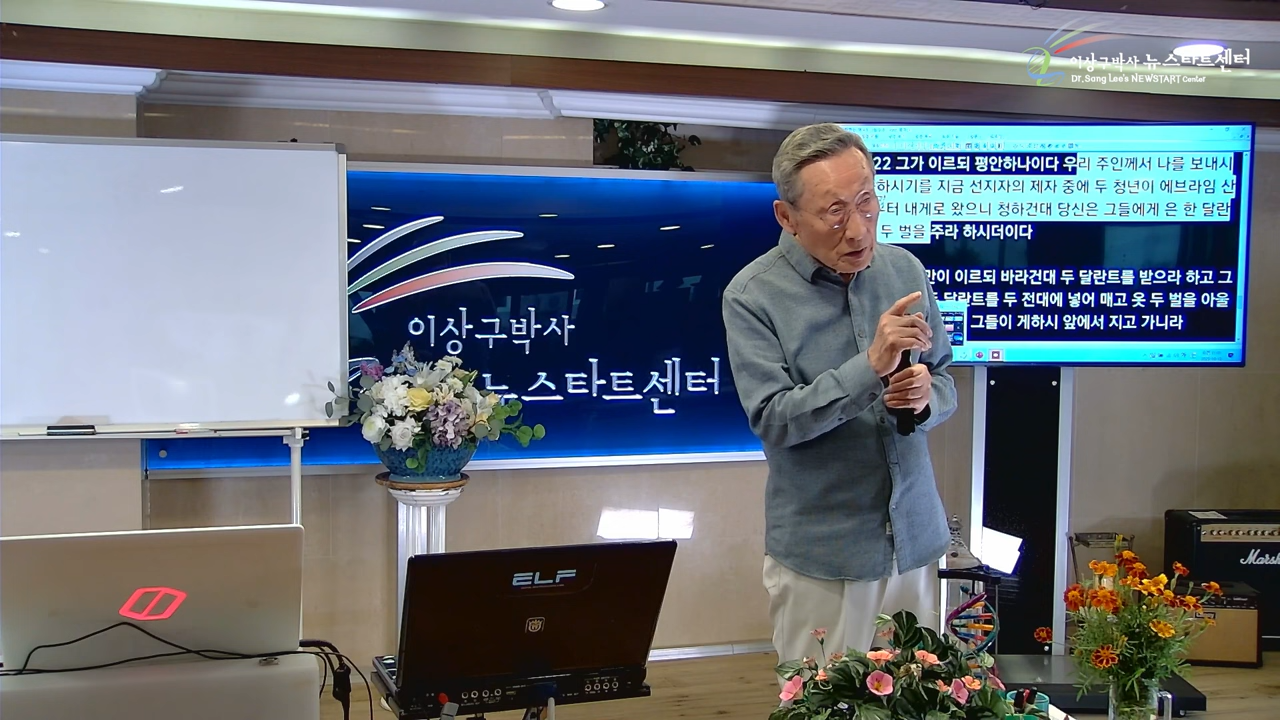 이상구박사 뉴스타트센터
Dr. Sang Lee's NEWSTART Center
22 그가 이르되 평안하나이다 우리 주인께서 나를 보내시
하시기를 지금 선지자의 제자 중에 두 청년이 에브라임 산
터 내게로 왔으니 청하건대 당신은 그들에게 은 한 달란
두 벌을 주라 하시더이다
만이 이르되 바라건대 두 달란트를 받으라 하고 그
달란트를 두 전대에 넣어 매고 옷 두 벌을 아울
그들이 게하시 앞에서 지고 가니라
이상구박사
뉴스타트센터
ELF
Marsh